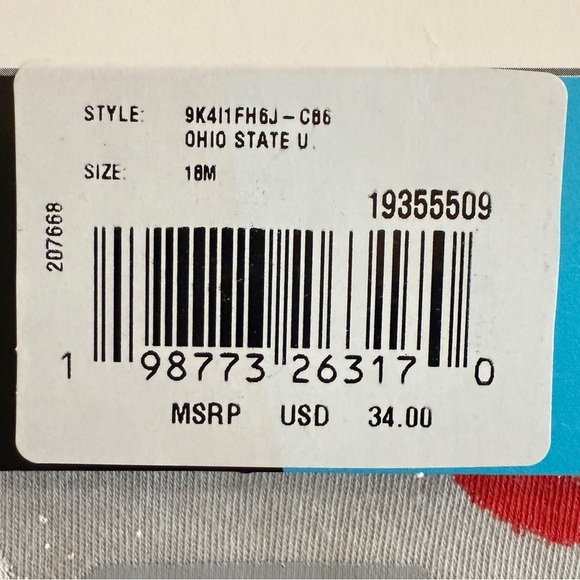 STYLE: 9K4I1FH6J-C86
OHIO STATE U.
SIZE: 18M
19355509
207668
1 98773 26317 0
MSRP USD 34.00